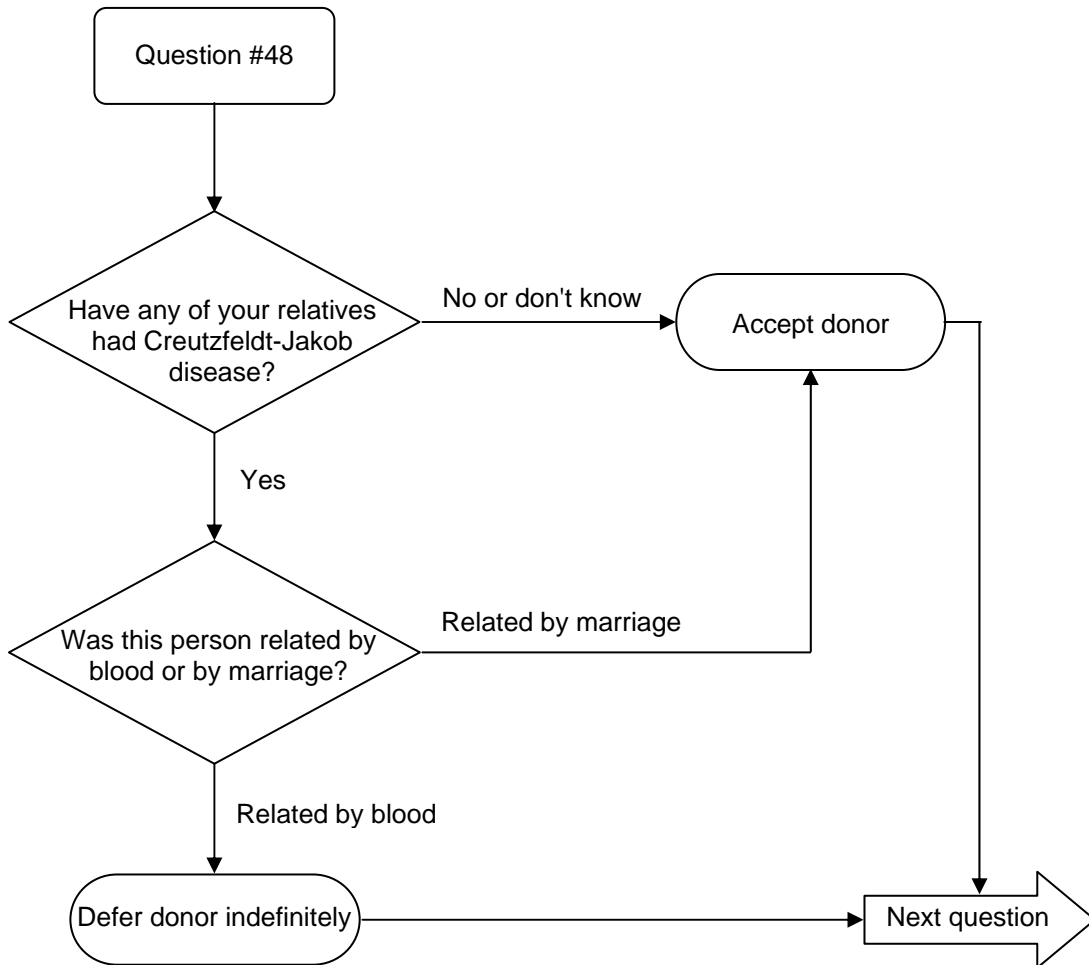 Question #48
Have any of your relatives
had Creutzfeldt-Jakob
disease?
No or don't know
Accept donor
Yes
Was this person related by
blood or by marriage?
Related by marriage
Related by blood
Defer donor indefinitely
Next question